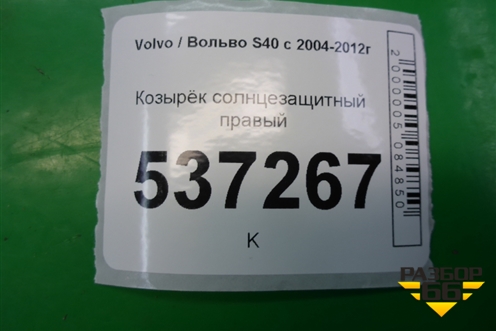 Volvo / Вольво S40 с 2004-2012г
Козырёк солнцезащитный
правый
537267
К
2000005084850
РАЗБОР
66